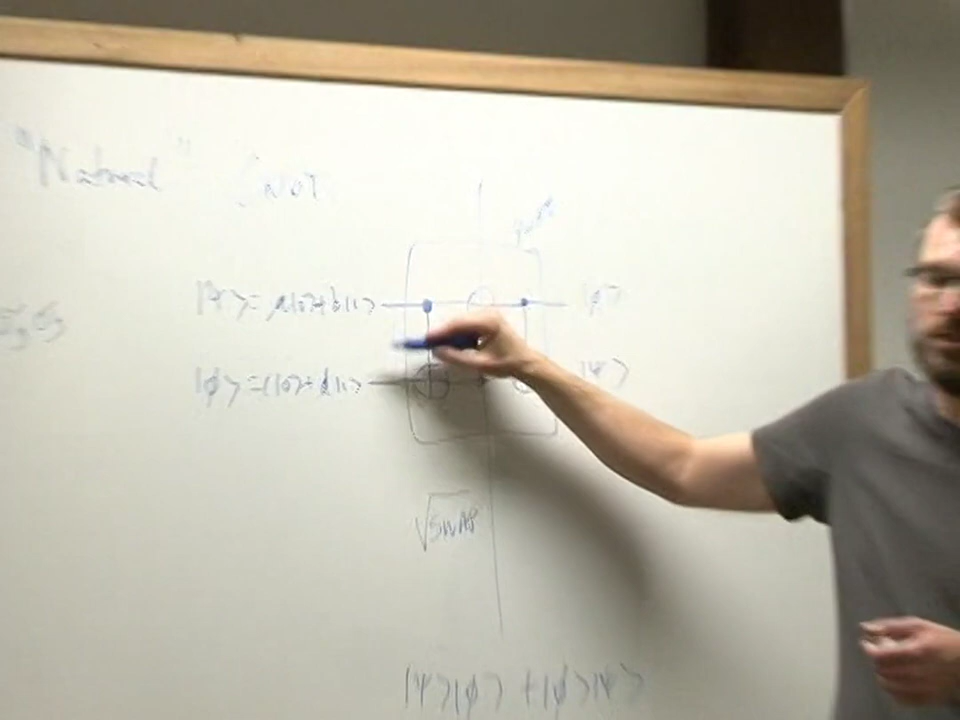 "Natural" CNOT
|ψ> = a|0>+b|1> |φ>
|φ> = c|0>+d|1> |ψ>
√SWAP
|ψ>|φ> + |φ>|ψ>